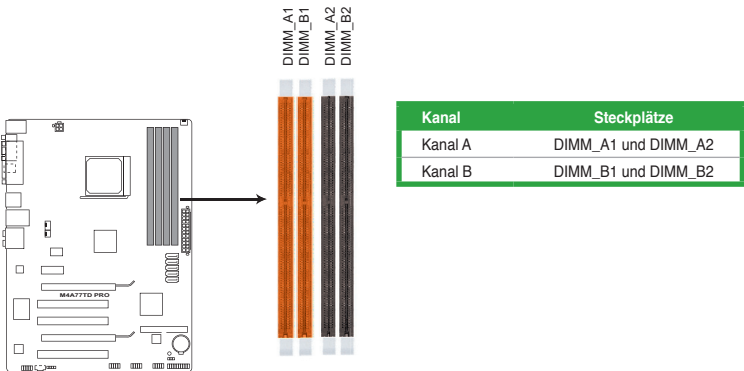 DIMM_A1
DIMM_B1
DIMM_A2
DIMM_B2
Kanal Steckplätze
Kanal A DIMM_A1 und DIMM_A2
Kanal B DIMM_B1 und DIMM_B2
M4A77TD PRO